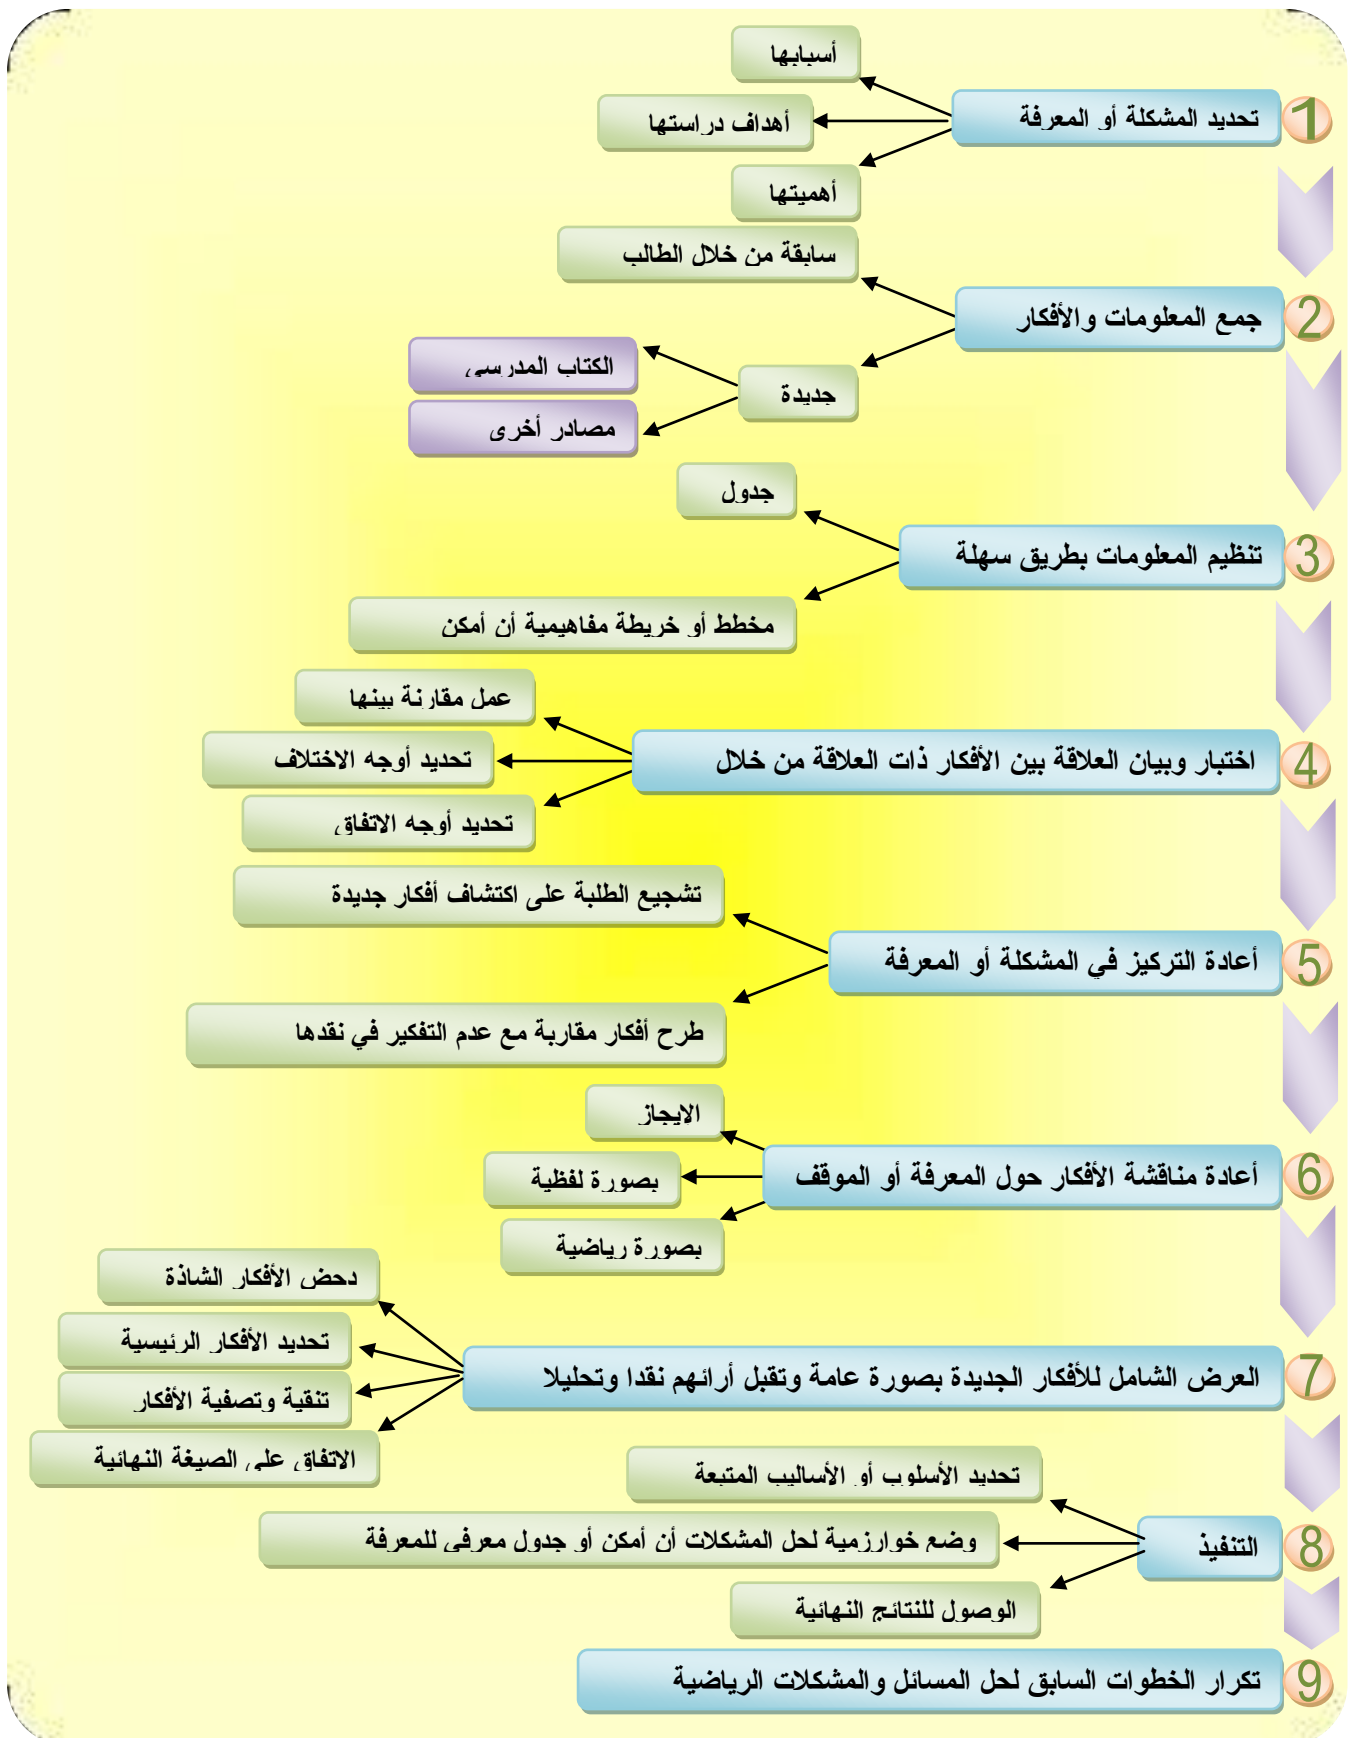 1
تحديد المشكلة أو المعرفة
أسبابها
أهداف دراستها
أهميتها
2
جمع المعلومات والأفكار
سابقة من خلال الطالب
جديدة
الكتاب المدرسي
مصادر أخرى
3
تنظيم المعلومات بطريق سهلة
جدول
مخطط أو خريطة مفاهيمية أن أمكن
4
اختبار وبيان العلاقة بين الأفكار ذات العلاقة من خلال
عمل مقارنة بينها
تحديد أوجه الاختلاف
تحديد أوجه الاتفاق
5
أعادة التركيز في المشكلة أو المعرفة
تشجيع الطلبة على اكتشاف أفكار جديدة
طرح أفكار مقاربة مع عدم التفكير في نقدها
6
أعادة مناقشة الأفكار حول المعرفة أو الموقف
الايجاز
بصورة لفظية
بصورة رياضية
7
العرض الشامل للأفكار الجديدة بصورة عامة وتقبل أرائهم نقدا وتحليلا
دحض الأفكار الشاذة
تحديد الأفكار الرئيسية
تنقية وتصفية الأفكار
الاتفاق على الصيغة النهائية
8
التنفيذ
تحديد الأسلوب أو الأساليب المتبعة
وضع خوارزمية لحل المشكلات أن أمكن أو جدول معرفي للمعرفة
الوصول للنتائج النهائية
9
تكرار الخطوات السابق لحل المسائل والمشكلات الرياضية